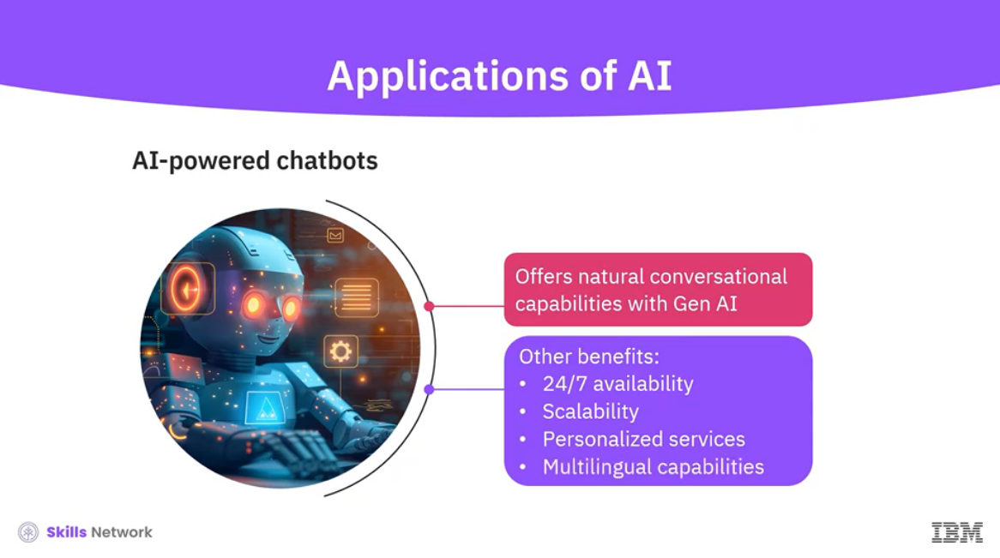 Applications of AI
AI-powered chatbots
Offers natural conversational
capabilities with Gen AI
Other benefits:
• 24/7 availability
• Scalability
• Personalized services
• Multilingual capabilities
Skills Network
IBM